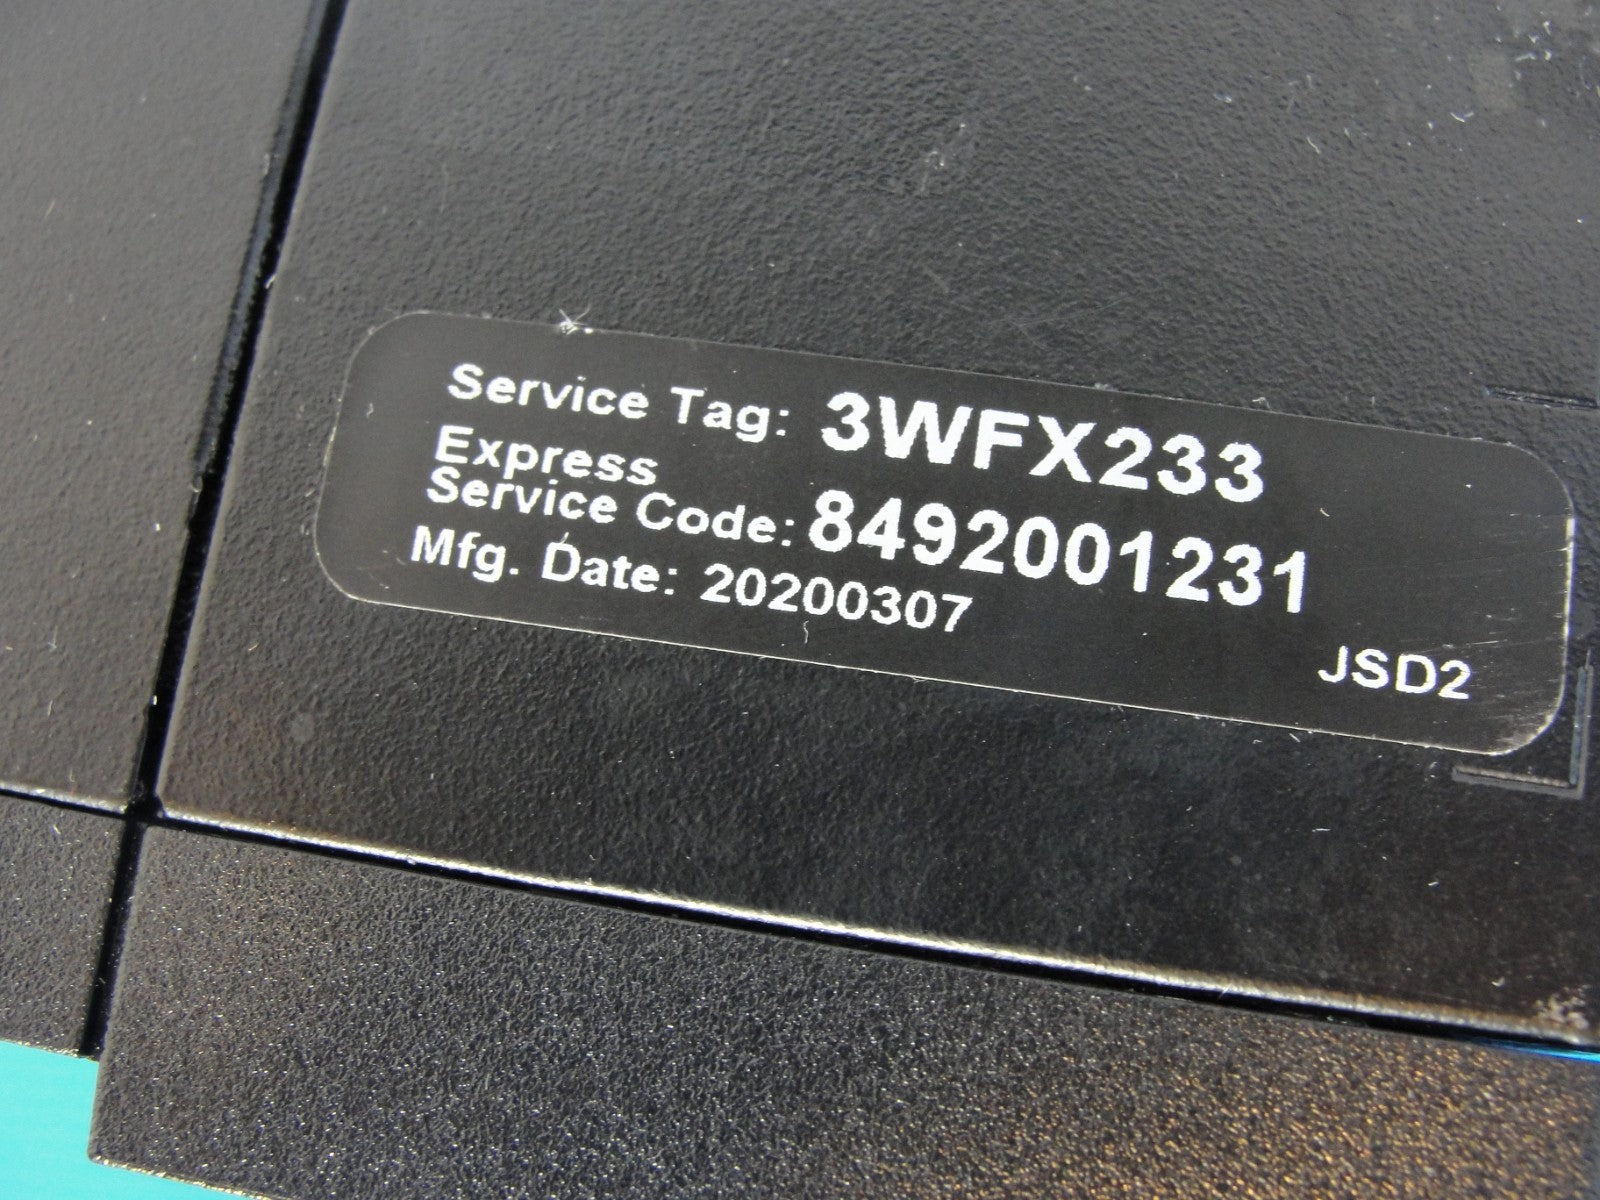 Service Tag: 3WFX233
Express
Service Code: 8492001231
Mfg. Date: 20200307
JSD2